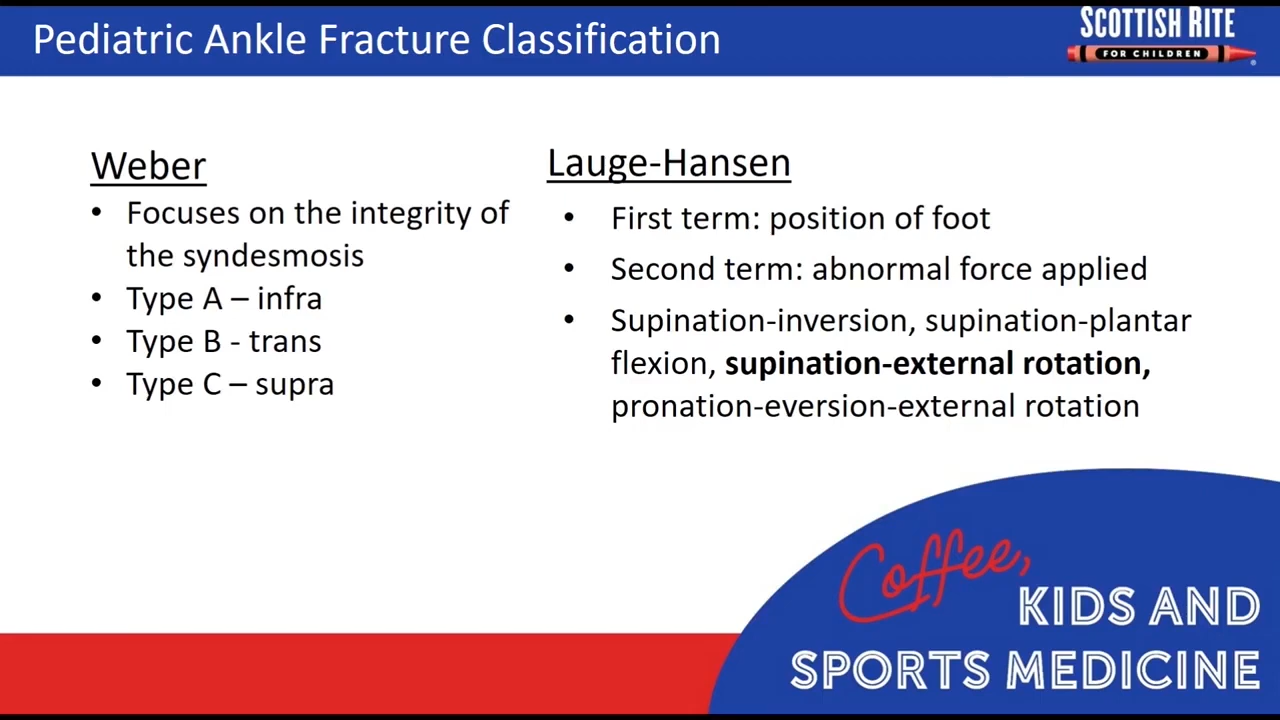 Pediatric Ankle Fracture Classification
SCOTTISH RITE
FOR CHILDREN
Weber
• Focuses on the integrity of
the syndesmosis
• Type A – infra
• Type B - trans
• Type C – supra
Lauge-Hansen
• First term: position of foot
• Second term: abnormal force applied
• Supination-inversion, supination-plantar
flexion, supination-external rotation,
pronation-eversion-external rotation
Coffee,
KIDS AND
SPORTS MEDICINE